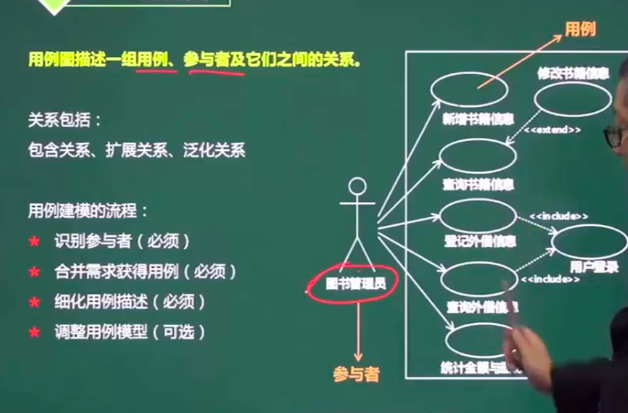 用例图描述一组用例、参与者及它们之间的关系。
关系包括：
包含关系、扩展关系、泛化关系
用例建模的流程：
★ 识别参与者（必须）
★ 合并需求获得用例（必须）
★ 细化用例描述（必须）
★ 调整用例模型（可选）
用例
修改书籍信息
新增书籍信息
<<extend>>
查询书籍信息
<<include>>
登记外借信息
用户登录
图书管理员
<<include>>
查询外借信息
统计金额与
参与者